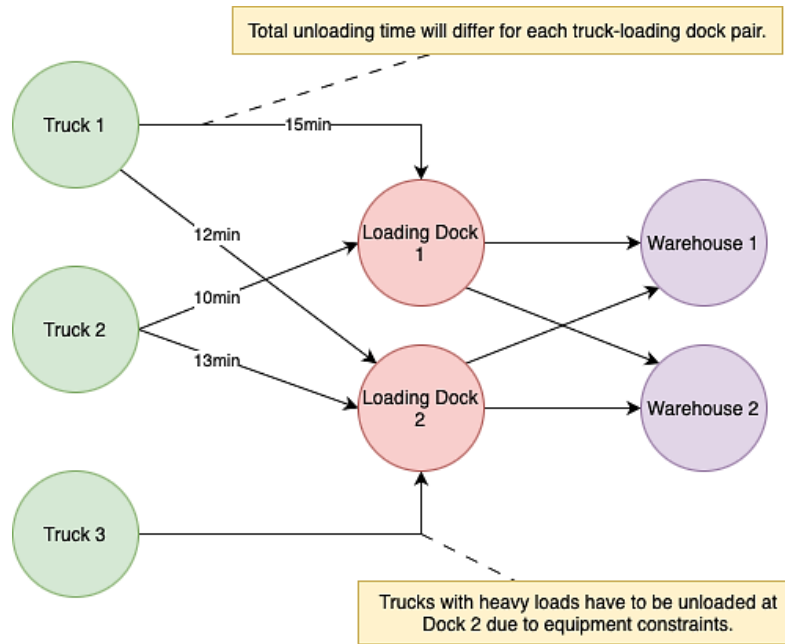 Total unloading time will differ for each truck-loading dock pair.
Truck 1
15min
12min
Loading Dock
1
Warehouse 1
10min
Truck 2
13min
Loading Dock
2
Warehouse 2
Truck 3
Trucks with heavy loads have to be unloaded at
Dock 2 due to equipment constraints.